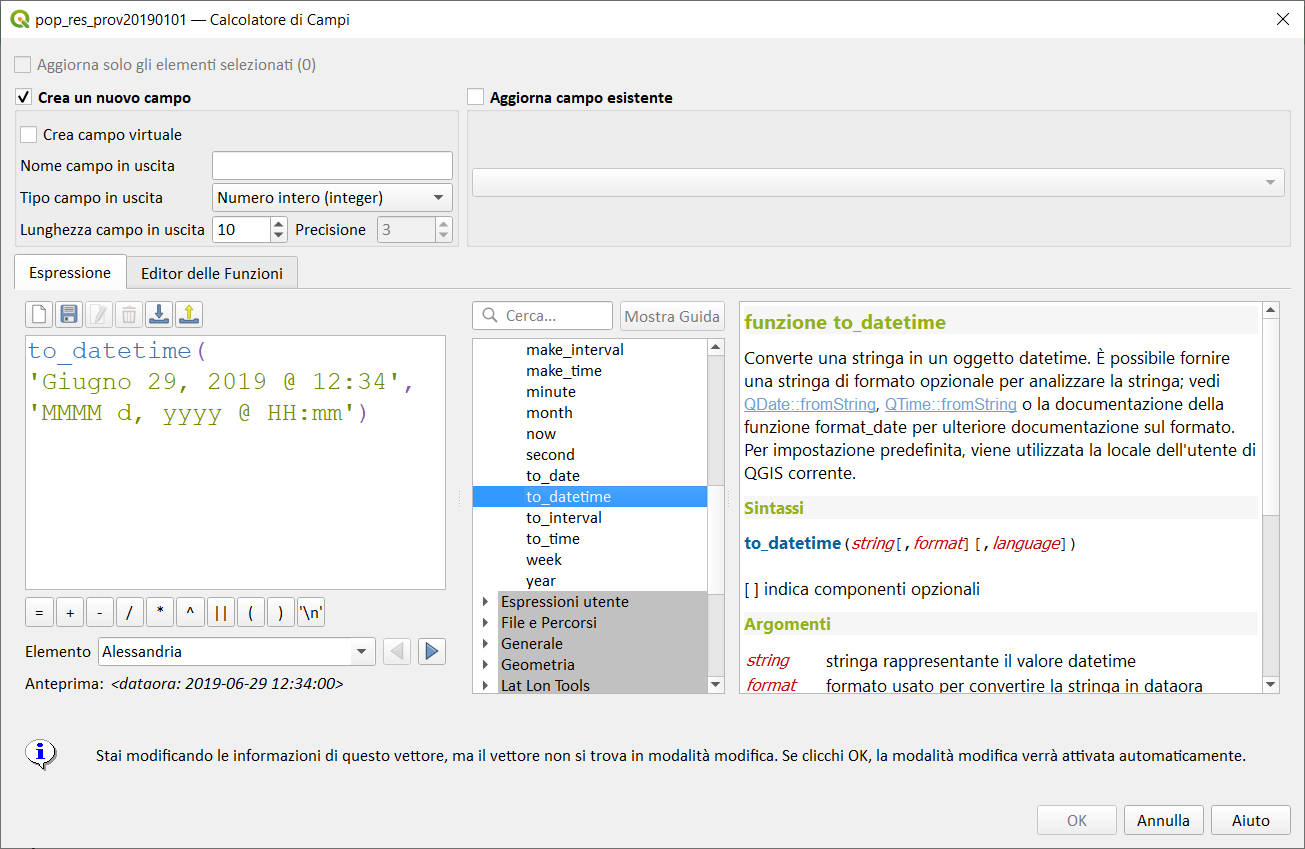 pop_res_prov20190101 — Calcolatore di Campi
Aggiorna solo gli elementi selezionati (0)
Crea un nuovo campo
Aggiorna campo esistente
Crea campo virtuale
Nome campo in uscita
Tipo campo in uscita Numero intero (integer)
Lunghezza campo in uscita 10 Precisione 3
Espressione Editor delle Funzioni
to_datetime(
'Giugno 29, 2019 @ 12:34',
'MMMM d, yyyy @ HH:mm')
= + - / * ^ || ( ) '\n'
Elemento Alessandria
Anteprima: <dataora: 2019-06-29 12:34:00>
Cerca... Mostra Guida
make_interval
make_time
minute
month
now
second
to_date
to_datetime
to_interval
to_time
week
year
Espressioni utente
File e Percorsi
Generale
Geometria
Lat Lon Tools
funzione to_datetime
Converte una stringa in un oggetto datetime. È possibile fornire
una stringa di formato opzionale per analizzare la stringa; vedi
QDate::fromString, QTime::fromString o la documentazione della
funzione format_date per ulteriore documentazione sul formato.
Per impostazione predefinita, viene utilizzata la locale dell'utente di
QGIS corrente.
Sintassi
to_datetime(string[,format][,language])
[ ] indica componenti opzionali
Argomenti
string stringa rappresentante il valore datetime
format formato usato per convertire la stringa in dataora
Stai modificando le informazioni di questo vettore, ma il vettore non si trova in modalità modifica. Se clicchi OK, la modalità modifica verrà attivata automaticamente.
OK Annulla Aiuto